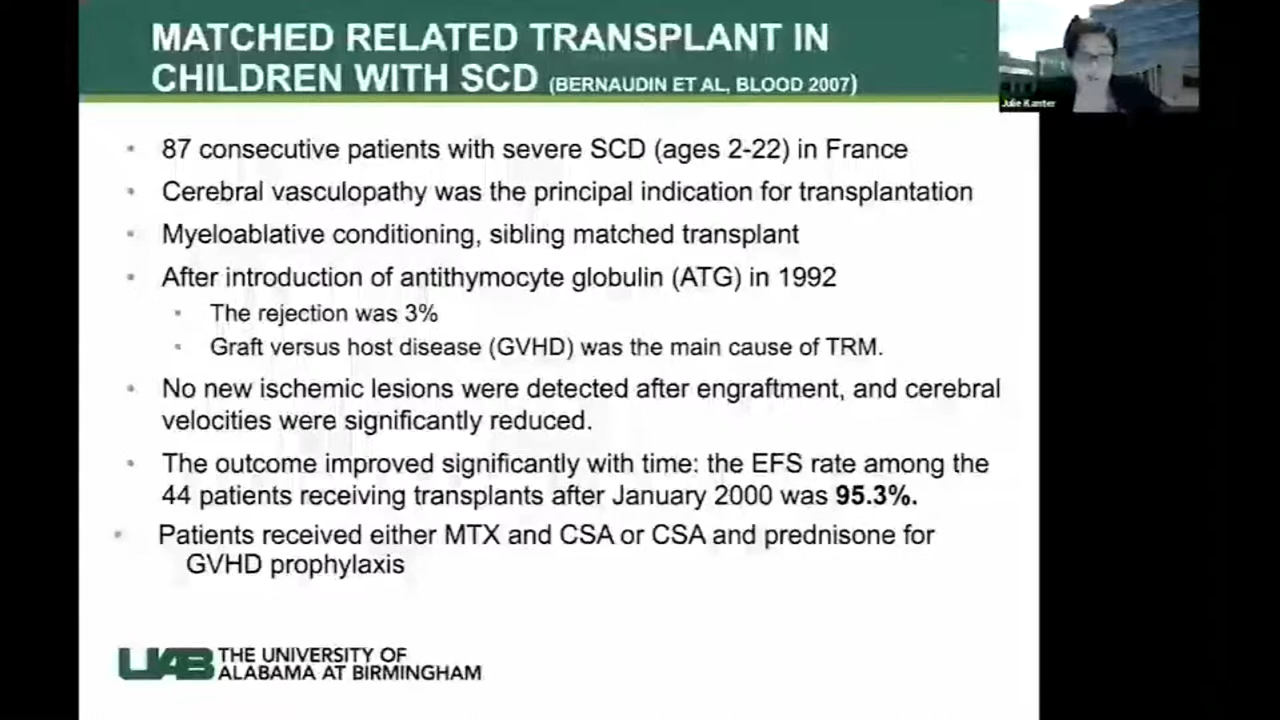 MATCHED RELATED TRANSPLANT IN
CHILDREN WITH SCD (BERNAUDIN ET AL, BLOOD 2007)
Julie Kanter
• 87 consecutive patients with severe SCD (ages 2-22) in France
• Cerebral vasculopathy was the principal indication for transplantation
• Myeloablative conditioning, sibling matched transplant
• After introduction of antithymocyte globulin (ATG) in 1992
• The rejection was 3%
• Graft versus host disease (GVHD) was the main cause of TRM.
• No new ischemic lesions were detected after engraftment, and cerebral
velocities were significantly reduced.
• The outcome improved significantly with time: the EFS rate among the
44 patients receiving transplants after January 2000 was 95.3%.
• Patients received either MTX and CSA or CSA and prednisone for
GVHD prophylaxis
UAB THE UNIVERSITY OF
ALABAMA AT BIRMINGHAM